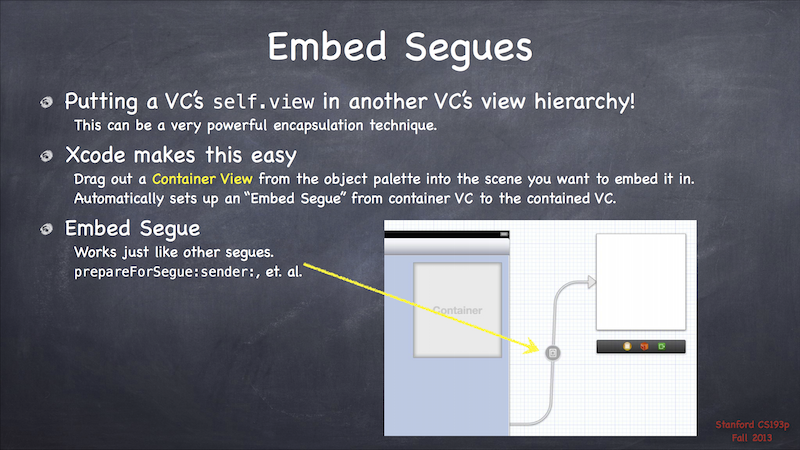 Embed Segues
Putting a VC’s self.view in another VC’s view hierarchy!
This can be a very powerful encapsulation technique.
Xcode makes this easy
Drag out a Container View from the object palette into the scene you want to embed it in.
Automatically sets up an “Embed Segue” from container VC to the contained VC.
Embed Segue
Works just like other segues.
prepareForSegue:sender:, et. al.
Container
Stanford CS193p
Fall 2013